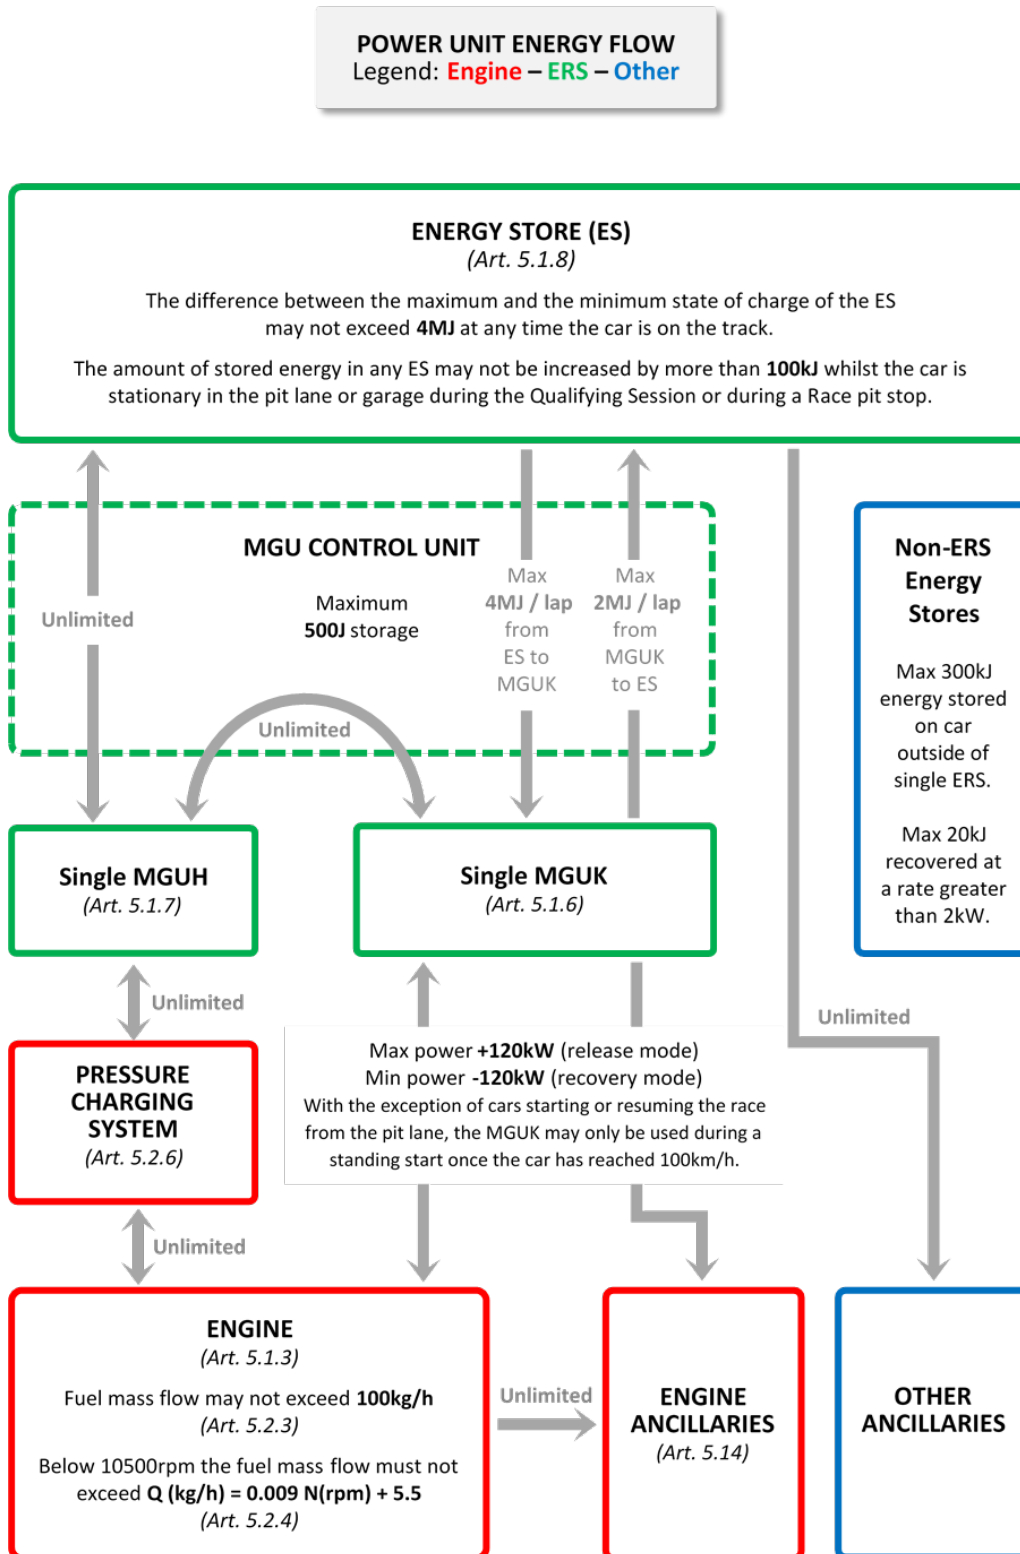 POWER UNIT ENERGY FLOW
Legend: Engine – ERS – Other
ENERGY STORE (ES)
(Art. 5.1.8)
The difference between the maximum and the minimum state of charge of the ES
may not exceed 4MJ at any time the car is on the track.
The amount of stored energy in any ES may not be increased by more than 100kJ whilst the car is
stationary in the pit lane or garage during the Qualifying Session or during a Race pit stop.
MGU CONTROL UNIT
Maximum
500J storage
Unlimited
Max
4MJ / lap
from
ES to
MGUK
Max
2MJ / lap
from
MGUK
to ES
Unlimited
Non-ERS
Energy
Stores
Max 300kJ
energy stored
on car
outside of
single ERS.
Max 20kJ
recovered at
a rate greater
than 2kW.
Single MGUH
(Art. 5.1.7)
Single MGUK
(Art. 5.1.6)
Unlimited
Unlimited
PRESSURE
CHARGING
SYSTEM
(Art. 5.2.6)
Max power +120kW (release mode)
Min power -120kW (recovery mode)
With the exception of cars starting or resuming the race
from the pit lane, the MGUK may only be used during a
standing start once the car has reached 100km/h.
Unlimited
ENGINE
(Art. 5.1.3)
Fuel mass flow may not exceed 100kg/h
(Art. 5.2.3)
Below 10500rpm the fuel mass flow must not
exceed Q (kg/h) = 0.009 N(rpm) + 5.5
(Art. 5.2.4)
Unlimited
ENGINE
ANCILLARIES
(Art. 5.14)
OTHER
ANCILLARIES